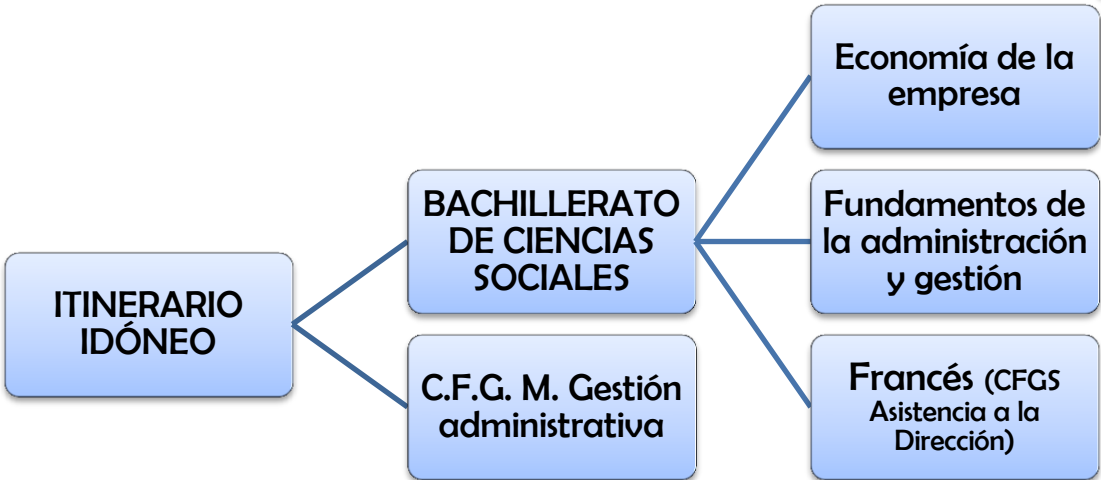 ITINERARIO
IDÓNEO
BACHILLERATO
DE CIENCIAS
SOCIALES
C.F.G. M. Gestión
administrativa
Economía de la
empresa
Fundamentos de
la administración
y gestión
Francés (CFGS
Asistencia a la
Dirección)